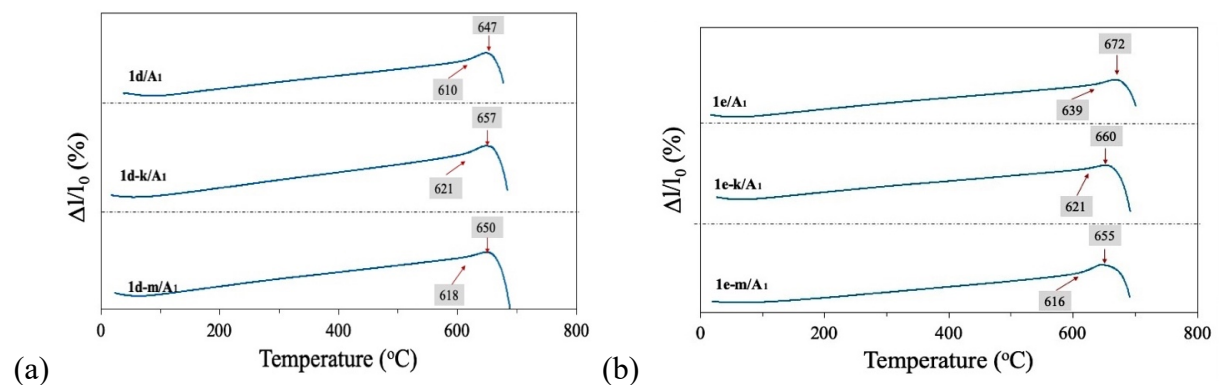 647
1d/A1
610
657
1d-k/A1
621
650
1d-m/A1
618
Δl/l0 (%)
0 200 400 600 800
Temperature (oC)
(a)
672
1e/A1
639
660
1e-k/A1
621
655
1e-m/A1
616
Δl/l0 (%)
0 200 400 600 800
Temperature (oC)
(b)